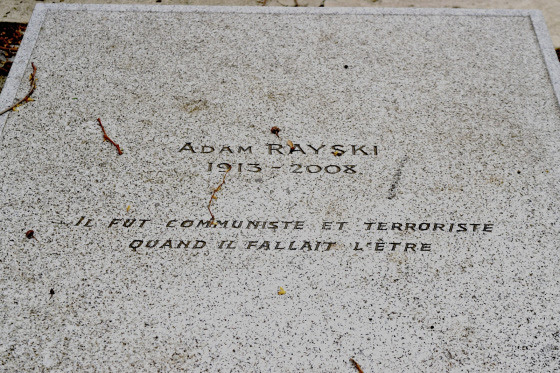 Adam RAYSKI
1913 - 2008
Il fut communiste et terroriste
quand il fallait l'être